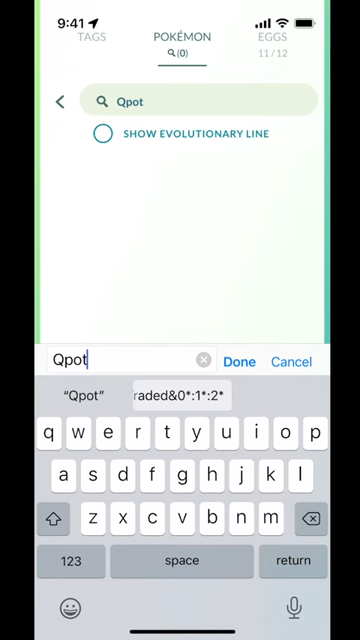 9:41
TAGS POKÉMON EGGS
(0) 11 / 12
Qpot
SHOW EVOLUTIONARY LINE
Qpot Done Cancel
“Qpot” raded&0*:1*:2*
q w e r t y u i o p
a s d f g h j k l
z x c v b n m
123 space return